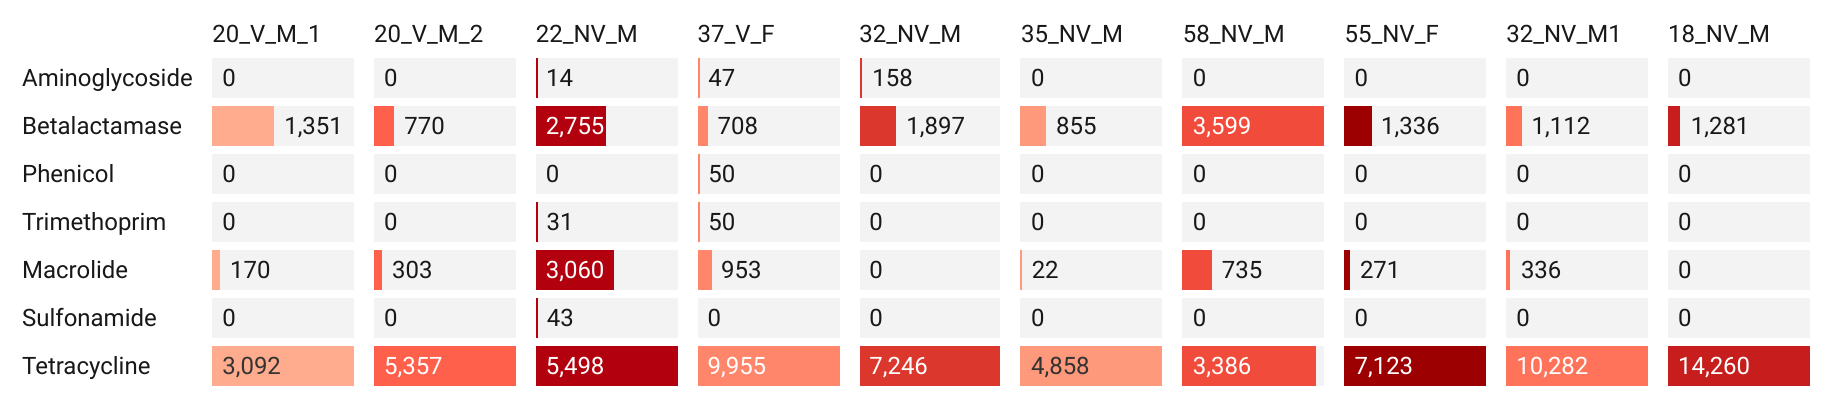 20_V_M_1 20_V_M_2 22_NV_M 37_V_F 32_NV_M 35_NV_M 58_NV_M 55_NV_F 32_NV_M1 18_NV_M
Aminoglycoside 0 0 14 47 158 0 0 0 0 0
Betalactamase 1,351 770 2,755 708 1,897 855 3,599 1,336 1,112 1,281
Phenicol 0 0 0 50 0 0 0 0 0 0
Trimethoprim 0 0 31 50 0 0 0 0 0 0
Macrolide 170 303 3,060 953 0 22 735 271 336 0
Sulfonamide 0 0 43 0 0 0 0 0 0 0
Tetracycline 3,092 5,357 5,498 9,955 7,246 4,858 3,386 7,123 10,282 14,260